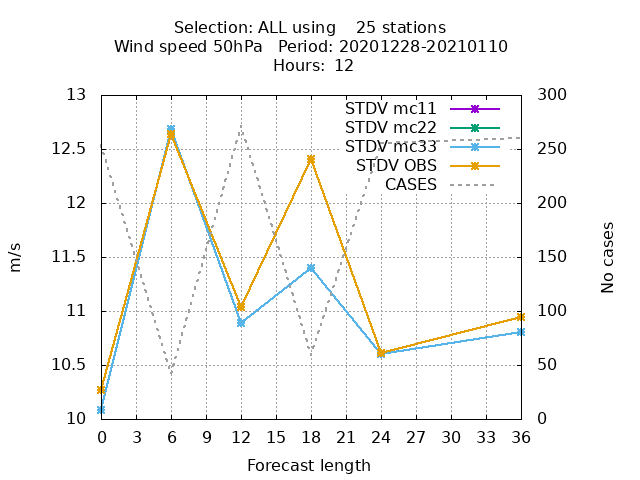 Selection: ALL using    25 stations
Wind speed 50hPa   Period: 20201228-20210110
Hours:  12
13
12.5
12
11.5
11
10.5
10
m/s
300
250
200
150
100
50
0
No cases
STDV mc11
STDV mc22
STDV mc33
STDV OBS
CASES
0 3 6 9 12 15 18 21 24 27 30 33 36
Forecast length